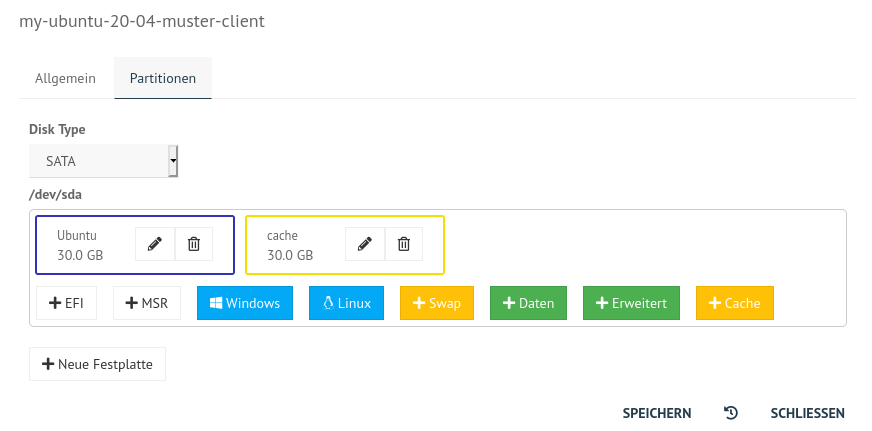 my-ubuntu-20-04-muster-client
Allgemein Partitionen
Disk Type
SATA
/dev/sda
Ubuntu
30.0 GB
cache
30.0 GB
EFI MSR Windows Linux Swap Daten Erweitert Cache
Neue Festplatte
SPEICHERN SCHLIESSEN